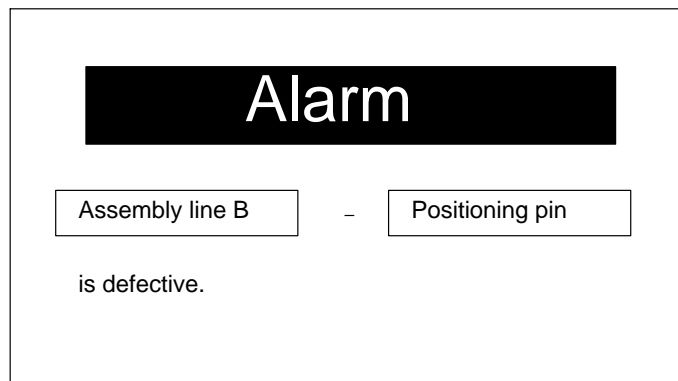 Alarm
Assembly line B – Positioning pin
is defective.